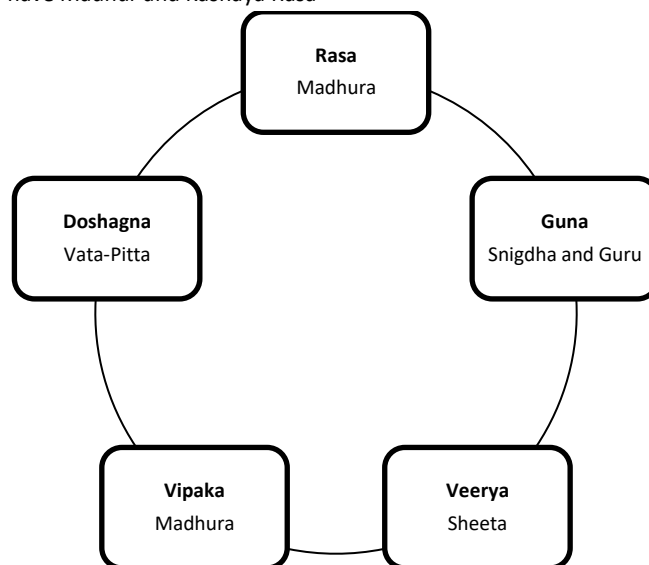 have Madhur and Kashaya Rasa
Rasa
Madhura
Doshagna
Vata-Pitta
Guna
Snigdha and Guru
Vipaka
Madhura
Veerya
Sheeta